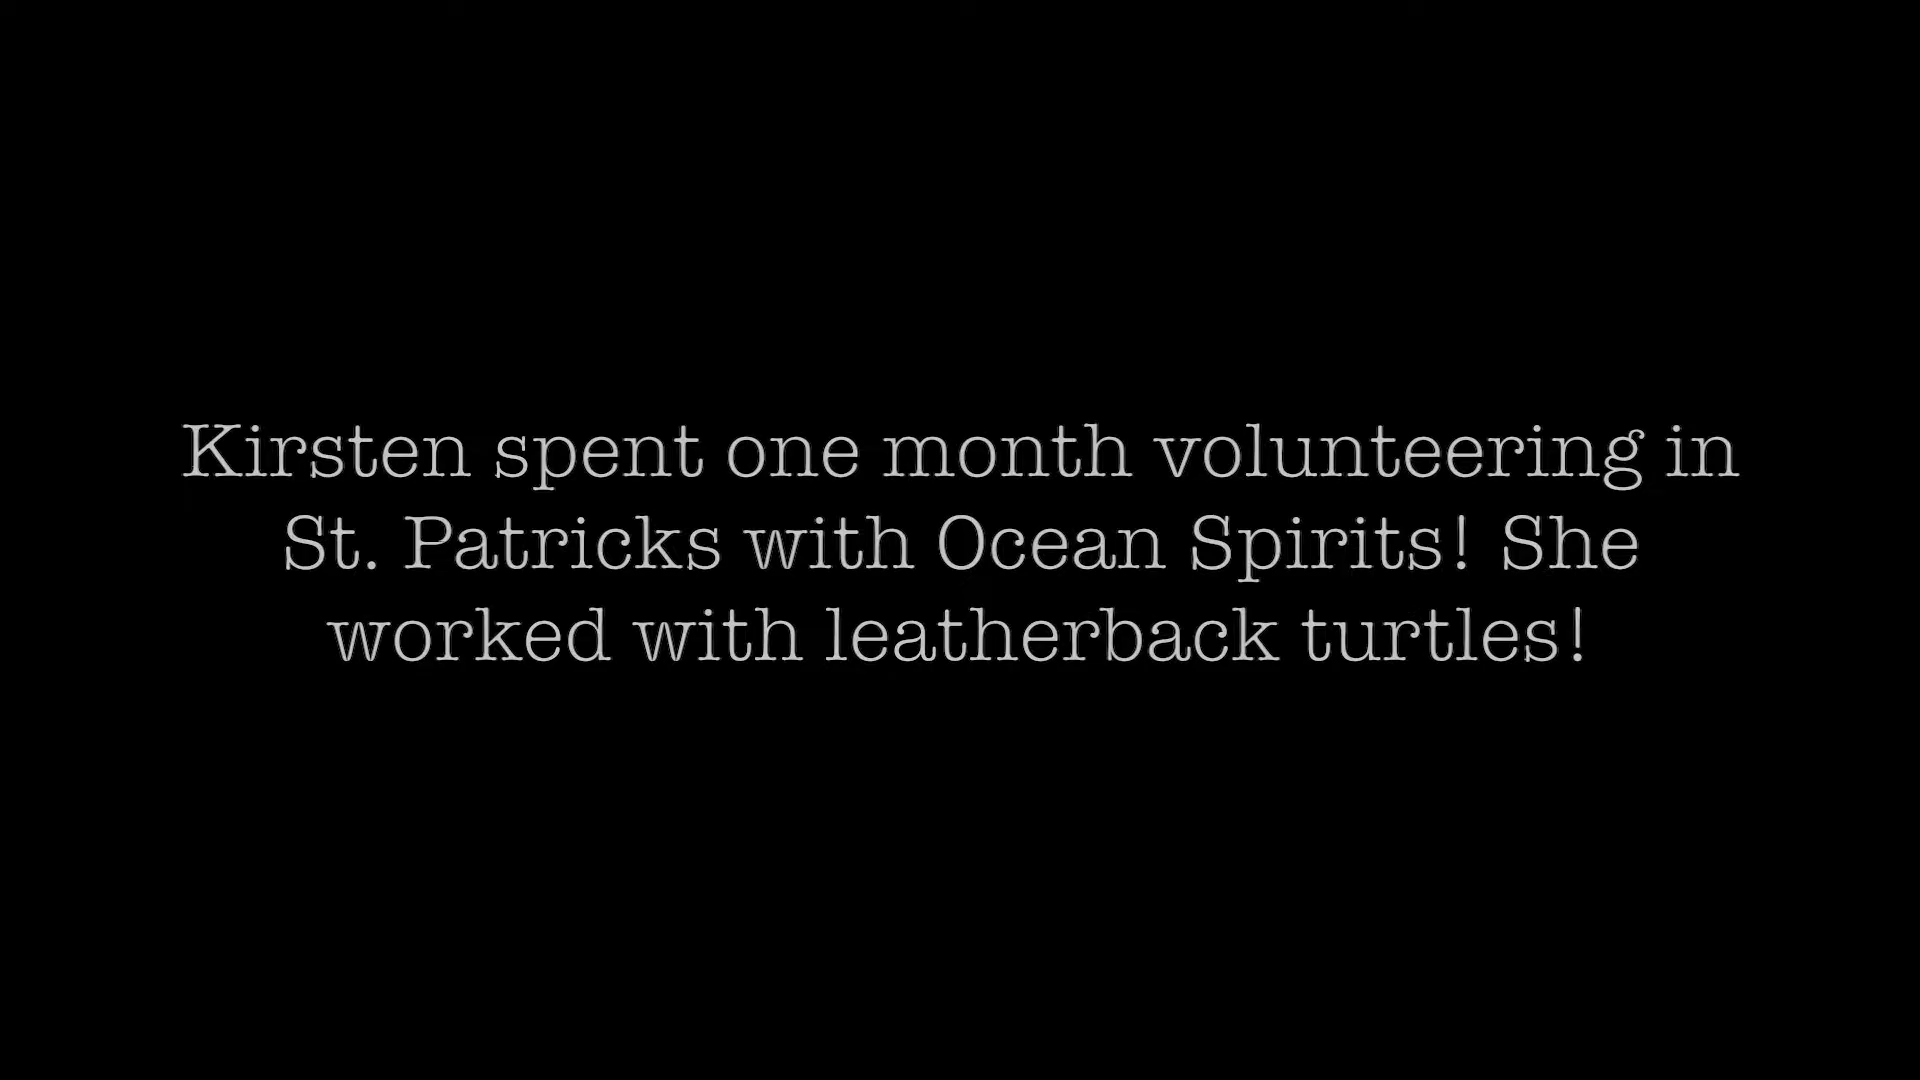 Kirsten spent one month volunteering in
St. Patricks with Ocean Spirits! She
worked with leatherback turtles!